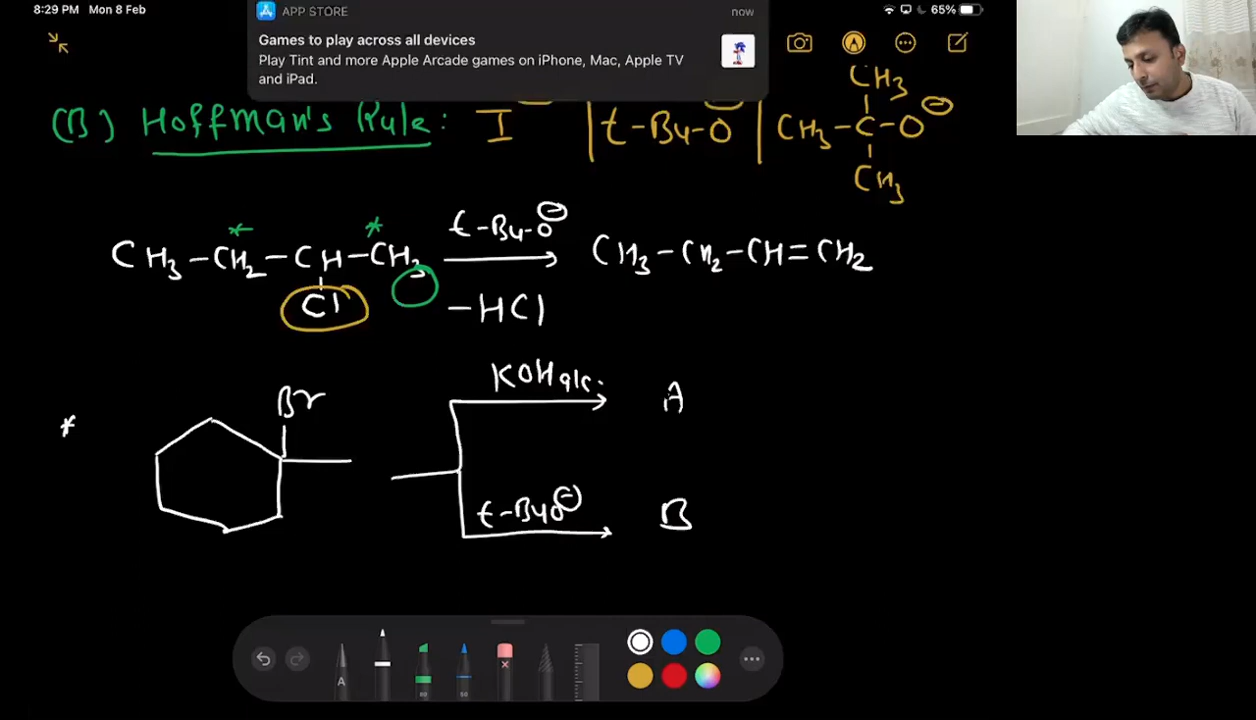 8:29 PM Mon 8 Feb
65%
APP STORE
now
Games to play across all devices
Play Tint and more Apple Arcade games on iPhone, Mac, Apple TV
and iPad.
CH3
(B) Hoffman's Rule: I | t-Bu-O | CH3-C-O⊖
CH3
* *
CH3-CH2-CH-CH3 t-Bu-O⊖ CH3-CH2-CH=CH2
Cl -HCl
KOH alc. A
* Br
t-BuO⊖ B
A
80
50